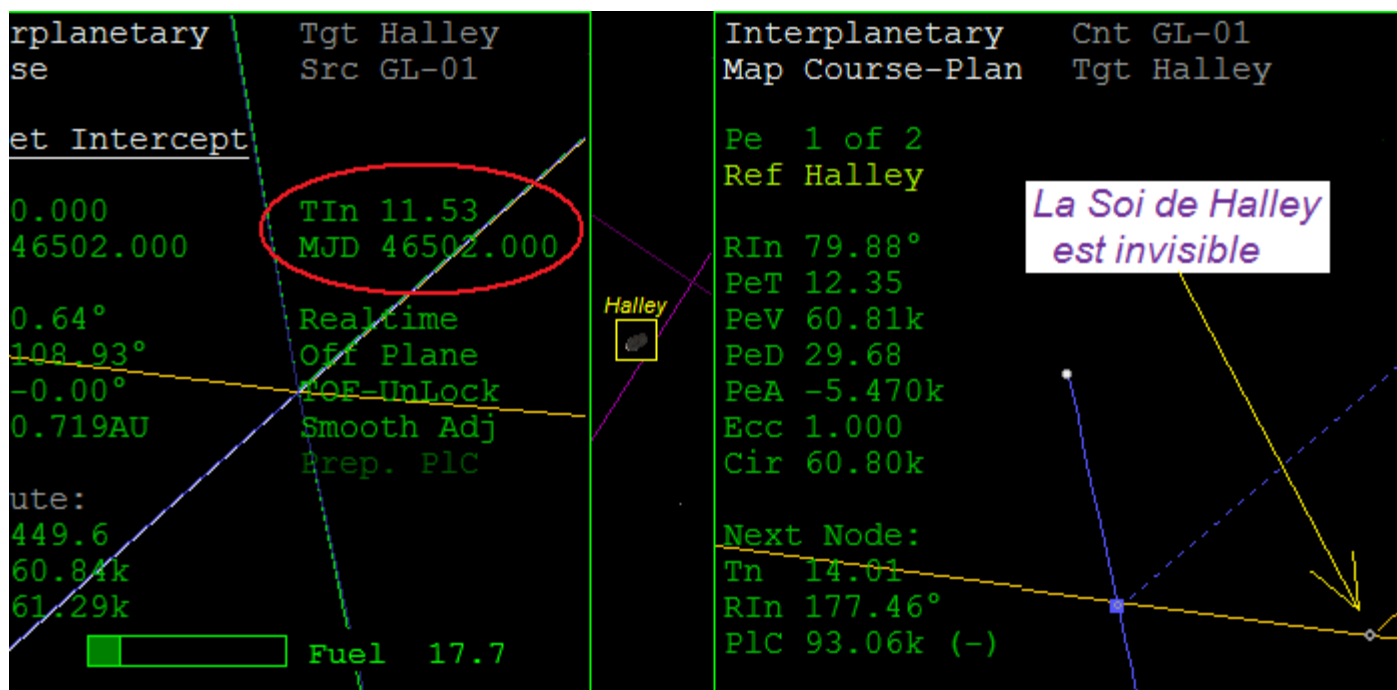 rplanetary Tgt Halley
se Src GL-01
et Intercept
0.000 TIn 11.53
46502.000 MJD 46502.000
0.64° Realtime
108.93° Off Plane
-0.00° TOF-UnLock
0.719AU Smooth Adj
Prep. PlC
ute:
449.6
60.84k
61.29k
Fuel 17.7
Halley
Interplanetary Cnt GL-01
Map Course-Plan Tgt Halley
Pe 1 of 2
Ref Halley
RIn 79.88°
PeT 12.35
PeV 60.81k
PeD 29.68
PeA -5.470k
Ecc 1.000
Cir 60.80k
Next Node:
Tn 14.01
RIn 177.46°
PlC 93.06k (-)
La Soi de Halley
est invisible